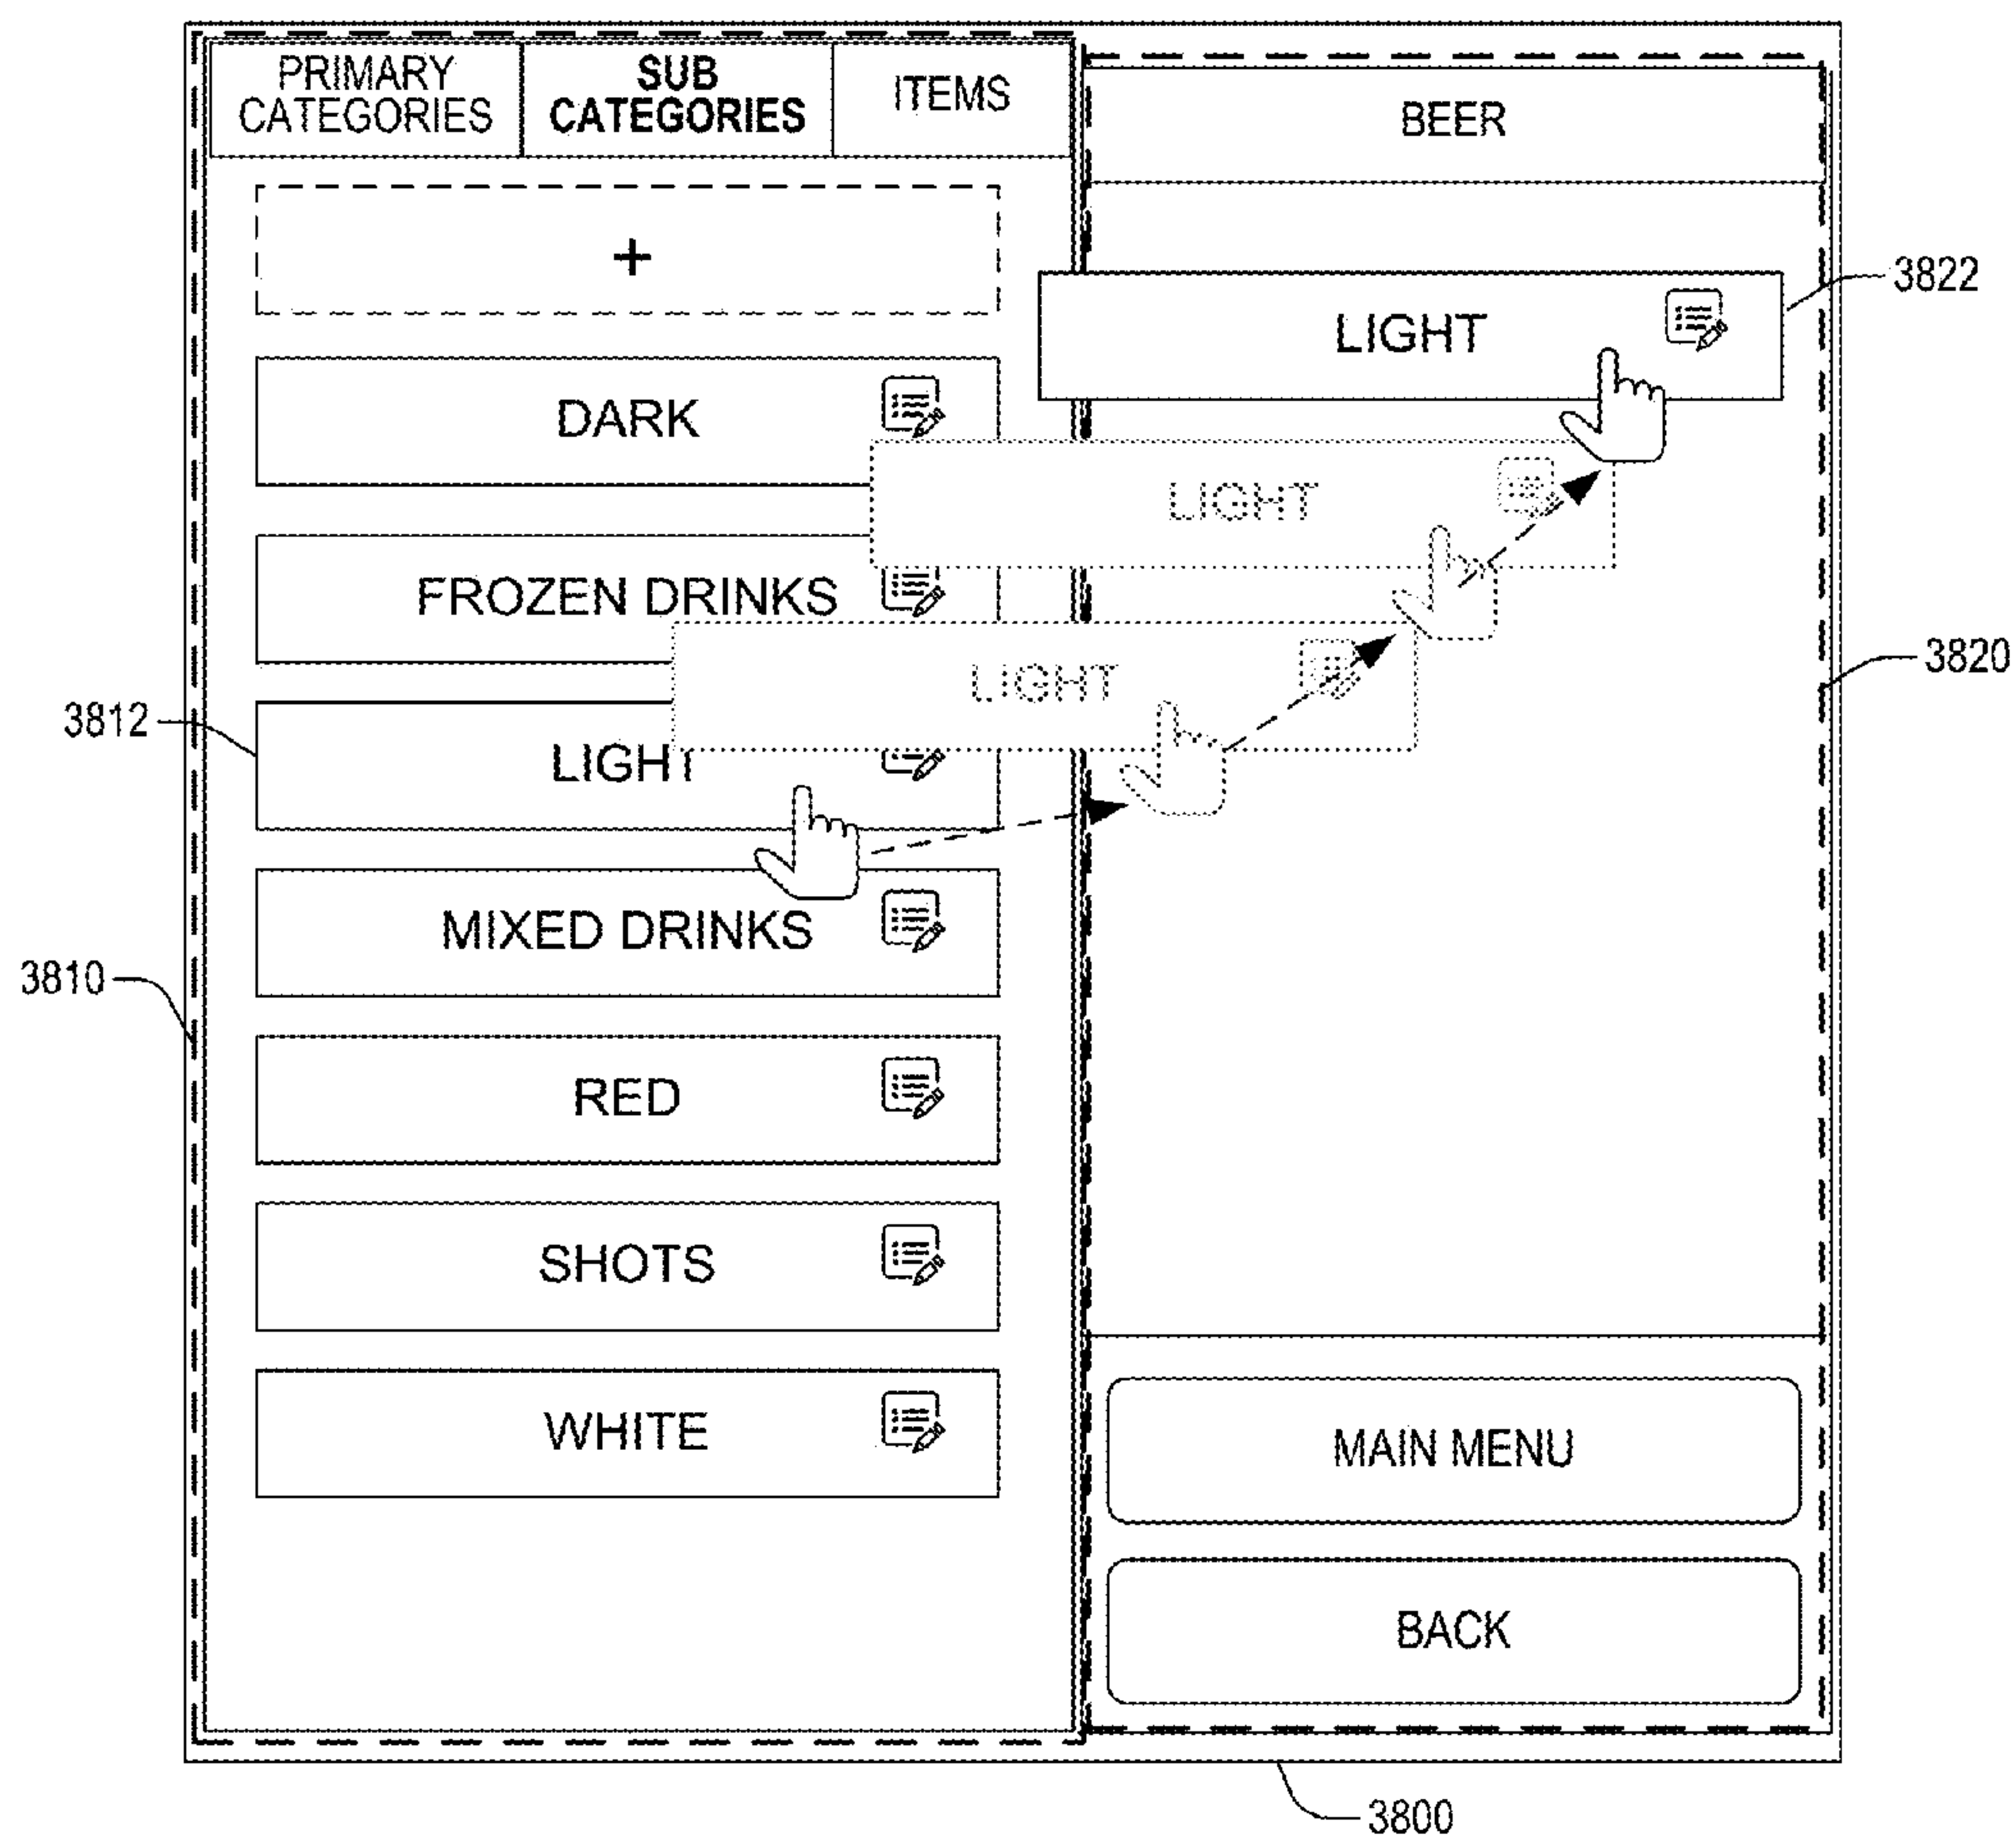 PRIMARY
CATEGORIES
SUB
CATEGORIES
ITEMS
BEER
+
LIGHT
3822
DARK
LIGHT
FROZEN DRINKS
LIGHT
3820
3812
LIGHT
MIXED DRINKS
3810
RED
SHOTS
WHITE
MAIN MENU
BACK
3800